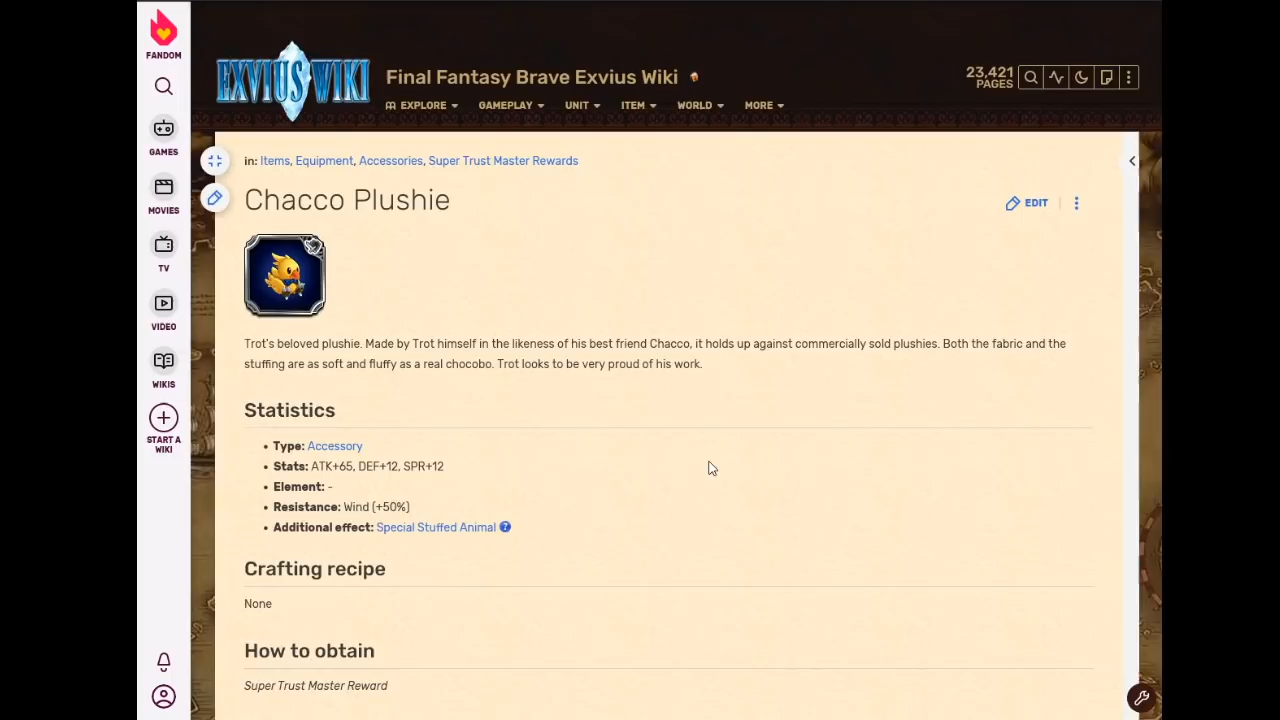 FANDOM
GAMES
MOVIES
TV
VIDEO
WIKIS
START A
WIKI
EXVIUS WIKI
Final Fantasy Brave Exvius Wiki
23,421
PAGES
EXPLORE
GAMEPLAY
UNIT
ITEM
WORLD
MORE
in: Items, Equipment, Accessories, Super Trust Master Rewards
Chacco Plushie
EDIT
Trot's beloved plushie. Made by Trot himself in the likeness of his best friend Chacco, it holds up against commercially sold plushies. Both the fabric and the
stuffing are as soft and fluffy as a real chocobo. Trot looks to be very proud of his work.
Statistics
• Type: Accessory
• Stats: ATK+65, DEF+12, SPR+12
• Element: -
• Resistance: Wind (+50%)
• Additional effect: Special Stuffed Animal ?
Crafting recipe
None
How to obtain
Super Trust Master Reward